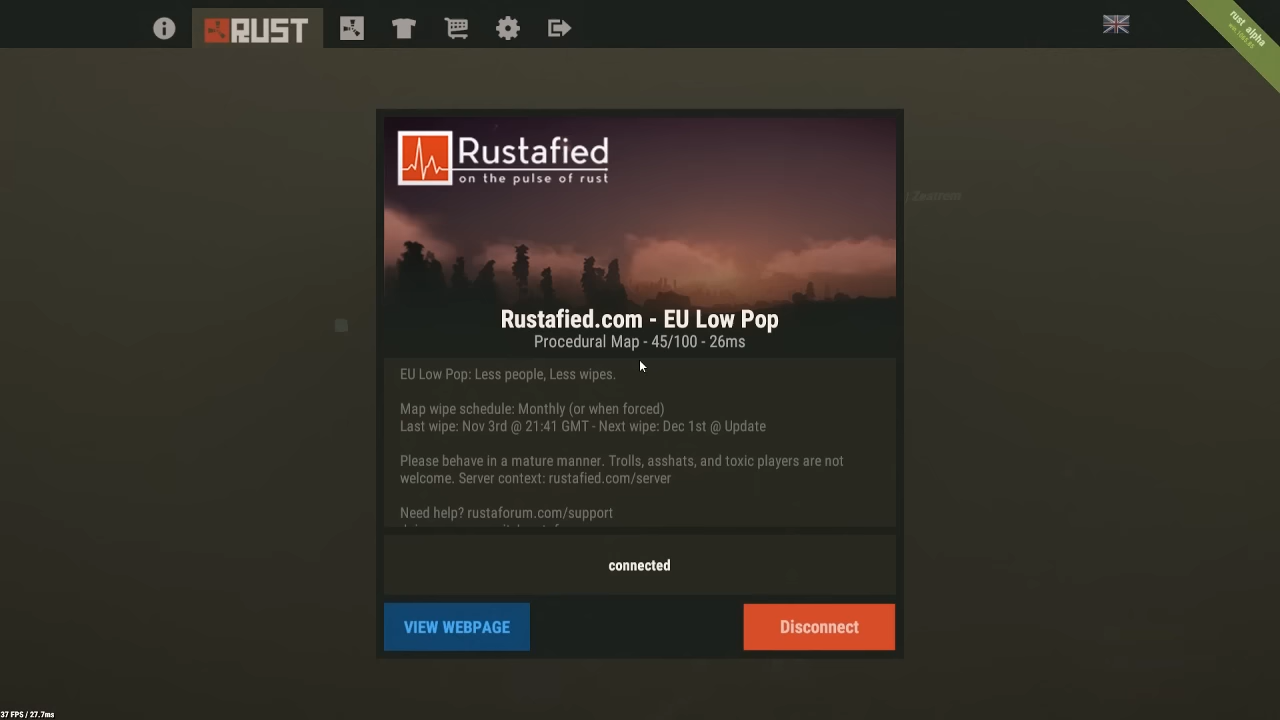 RUST
rust alpha
Rustafied
on the pulse of rust
Rustafied.com - EU Low Pop
Procedural Map - 45/100 - 26ms
EU Low Pop: Less people, Less wipes.
Map wipe schedule: Monthly (or when forced)
Last wipe: Nov 3rd @ 21:41 GMT - Next wipe: Dec 1st @ Update
Please behave in a mature manner. Trolls, asshats, and toxic players are not
welcome. Server context: rustafied.com/server
Need help? rustaforum.com/support
connected
VIEW WEBPAGE
Disconnect
37 FPS / 27.7ms